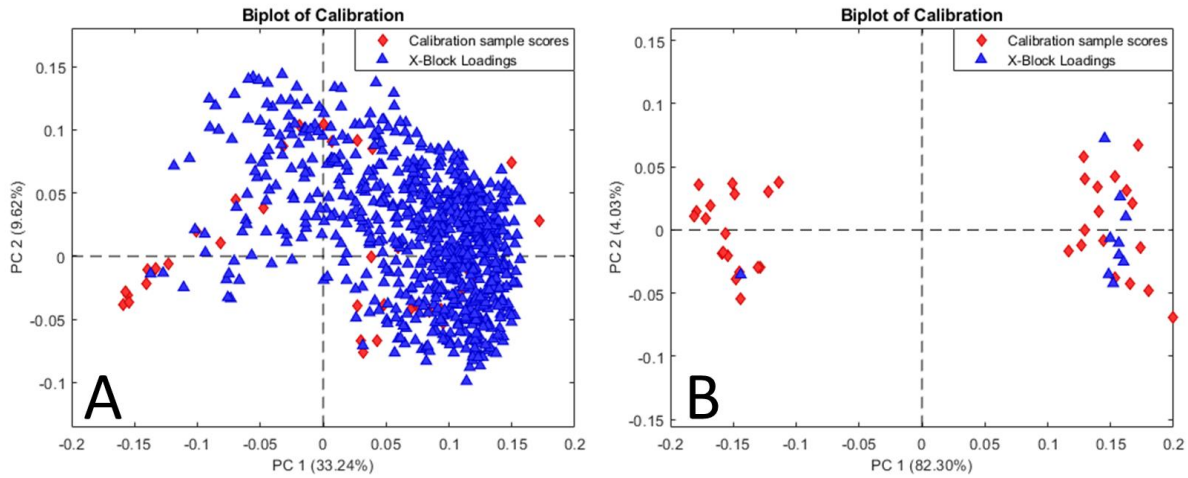 Biplot of Calibration
Calibration sample scores
X-Block Loadings
0.15
0.1
0.05
0
-0.05
-0.1
PC 2 (9.62%)
A
-0.2 -0.15 -0.1 -0.05 0 0.05 0.1 0.15 0.2
PC 1 (33.24%)
Biplot of Calibration
Calibration sample scores
X-Block Loadings
0.15
0.1
0.05
0
-0.05
-0.1
-0.15
PC 2 (4.03%)
B
-0.2 -0.15 -0.1 -0.05 0 0.05 0.1 0.15 0.2
PC 1 (82.30%)